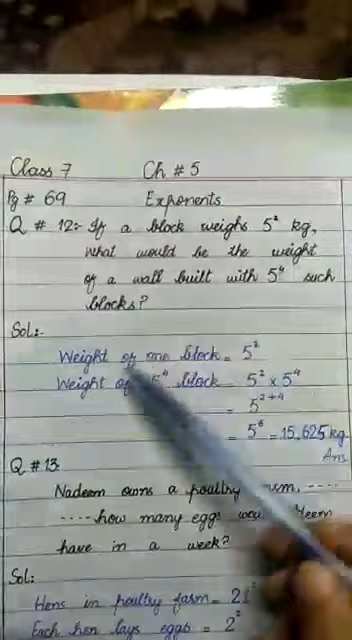 Class 7 Ch # 5
Pg # 69 Exponents
Q # 12:- If a block weighs 5² kg,
what would be the weight
of a wall built with 5⁴ such
blocks?
Sol:-
Weight of one block = 5²
Weight of 5⁴ block 5² x 5⁴
= 5²⁺⁴
= 5⁶ = 15,625 kg
Ans
Q # 13:
Nadeem owns a poultry ....
.... how many eggs
have in a week?
Sol:
Hens in poultry farm =
Each hen lays eggs =